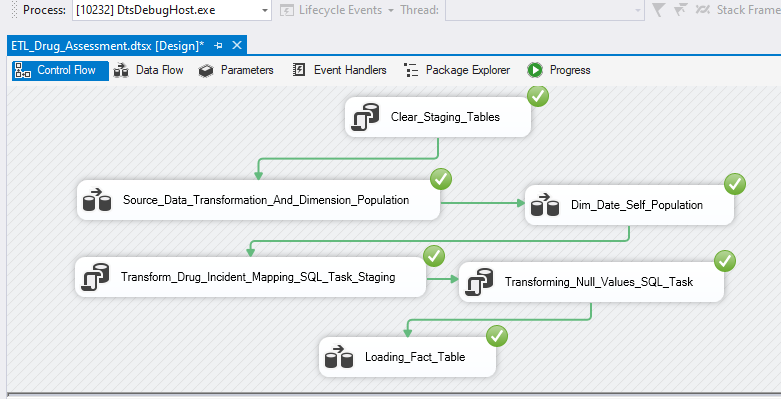 Process: [10232] DtsDebugHost.exe Lifecycle Events Thread: Stack Frame
ETL_Drug_Assessment.dtsx [Design]*
Control Flow Data Flow Parameters Event Handlers Package Explorer Progress
Clear_Staging_Tables
Source_Data_Transformation_And_Dimension_Population
Dim_Date_Self_Population
Transform_Drug_Incident_Mapping_SQL_Task_Staging
Transforming_Null_Values_SQL_Task
Loading_Fact_Table